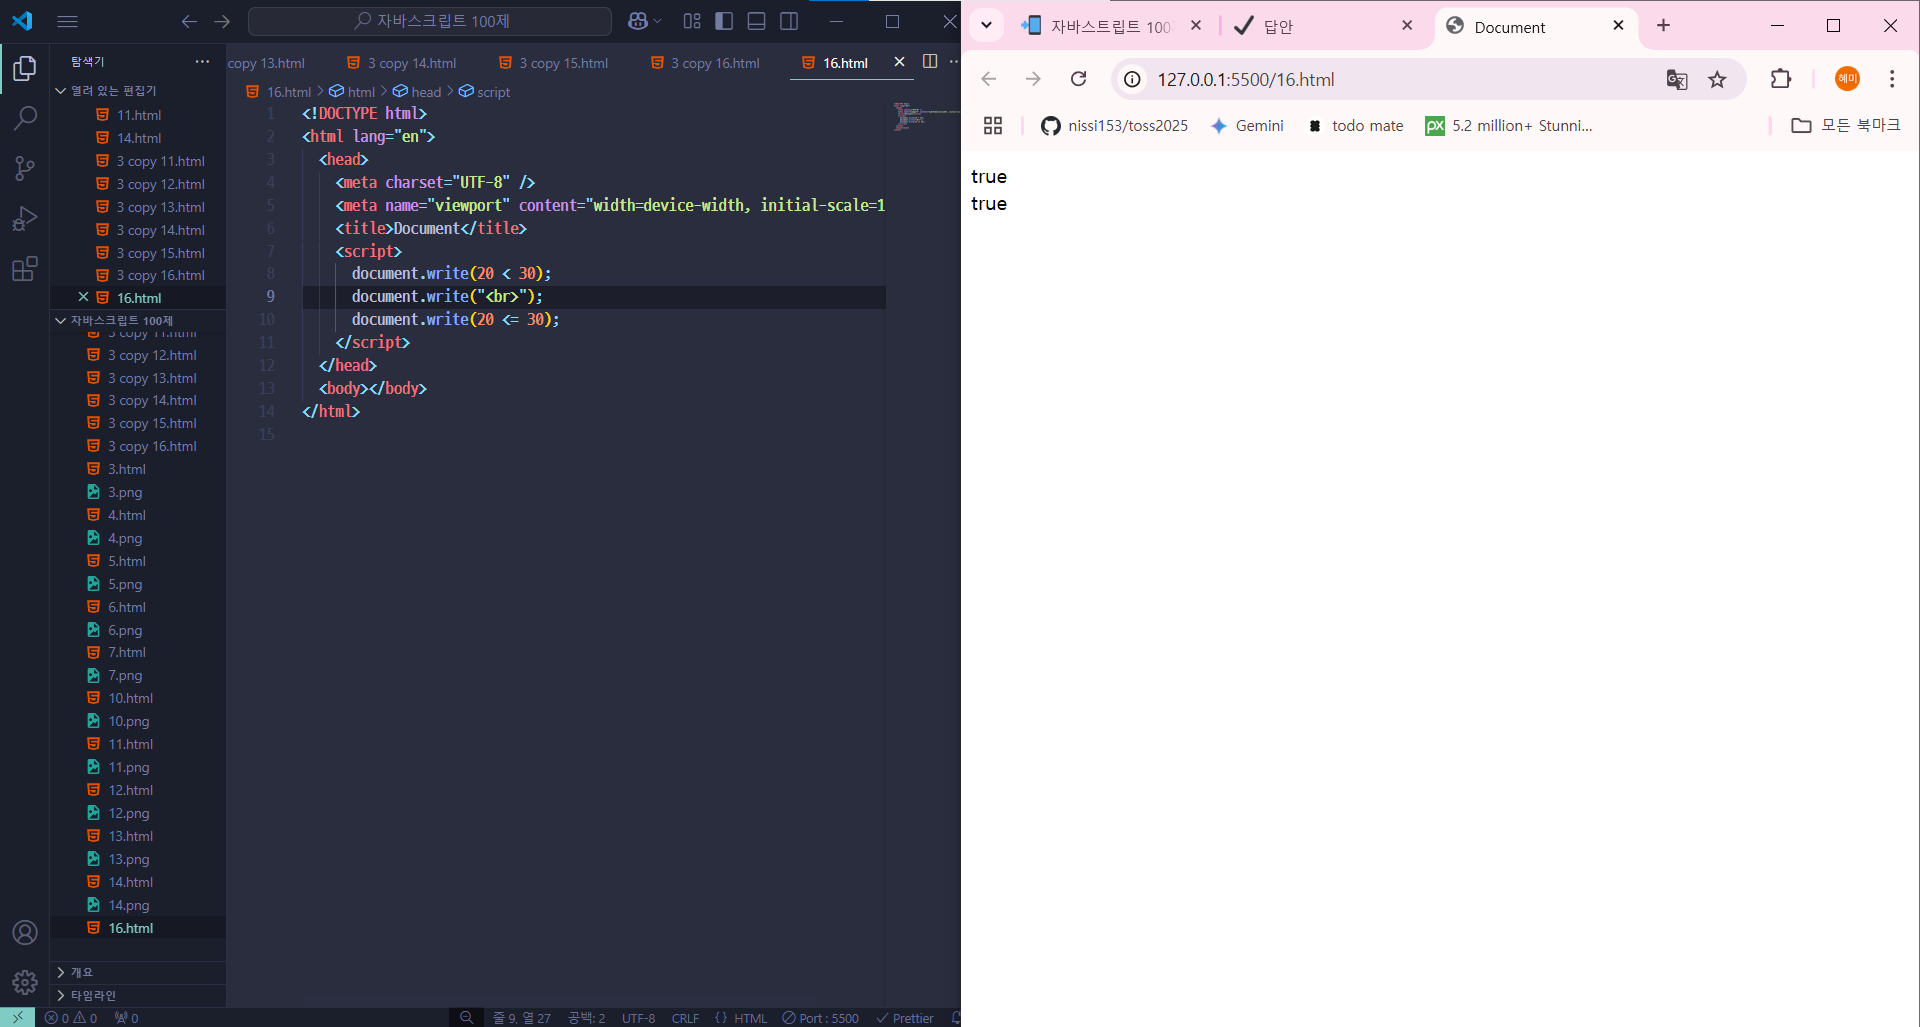 자바스크립트 100제
탐색기
열려 있는 편집기
11.html
14.html
3 copy 11.html
3 copy 12.html
3 copy 13.html
3 copy 14.html
3 copy 15.html
3 copy 16.html
16.html
자바스크립트 100제
3 copy 11.html
3 copy 12.html
3 copy 13.html
3 copy 14.html
3 copy 15.html
3 copy 16.html
3.html
3.png
4.html
4.png
5.html
5.png
6.html
6.png
7.html
7.png
10.html
10.png
11.html
11.png
12.html
12.png
13.html
13.png
14.html
14.png
16.html
개요
타임라인
copy 13.html 3 copy 14.html 3 copy 15.html 3 copy 16.html 16.html
16.html > html > head > script
1 <!DOCTYPE html>
2 <html lang="en">
3 <head>
4 <meta charset="UTF-8" />
5 <meta name="viewport" content="width=device-width, initial-scale=1
6 <title>Document</title>
7 <script>
8 document.write(20 < 30);
9 document.write("<br>");
10 document.write(20 <= 30);
11 </script>
12 </head>
13 <body></body>
14 </html>
15
0 0 0 줄 9, 열 27 공백: 2 UTF-8 CRLF {} HTML Port : 5500 Prettier
자바스트립트 100 답안 Document
127.0.0.1:5500/16.html 혜미
nissi153/toss2025 Gemini todo mate px 5.2 million+ Stunni... 모든 북마크
true
true